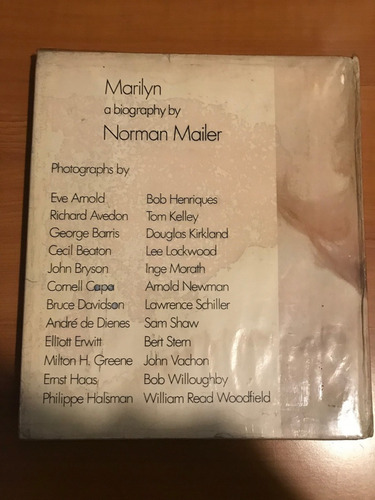 Marilyn
a biography by
Norman Mailer
Photographs by
Eve Arnold
Richard Avedon
George Barris
Cecil Beaton
John Bryson
Cornell Capa
Bruce Davidson
André de Dienes
Elliott Erwitt
Milton H. Greene
Ernst Haas
Philippe Halsman
Bob Henriques
Tom Kelley
Douglas Kirkland
Lee Lockwood
Inge Morath
Arnold Newman
Lawrence Schiller
Sam Shaw
Bert Stern
John Vachon
Bob Willoughby
William Read Woodfield